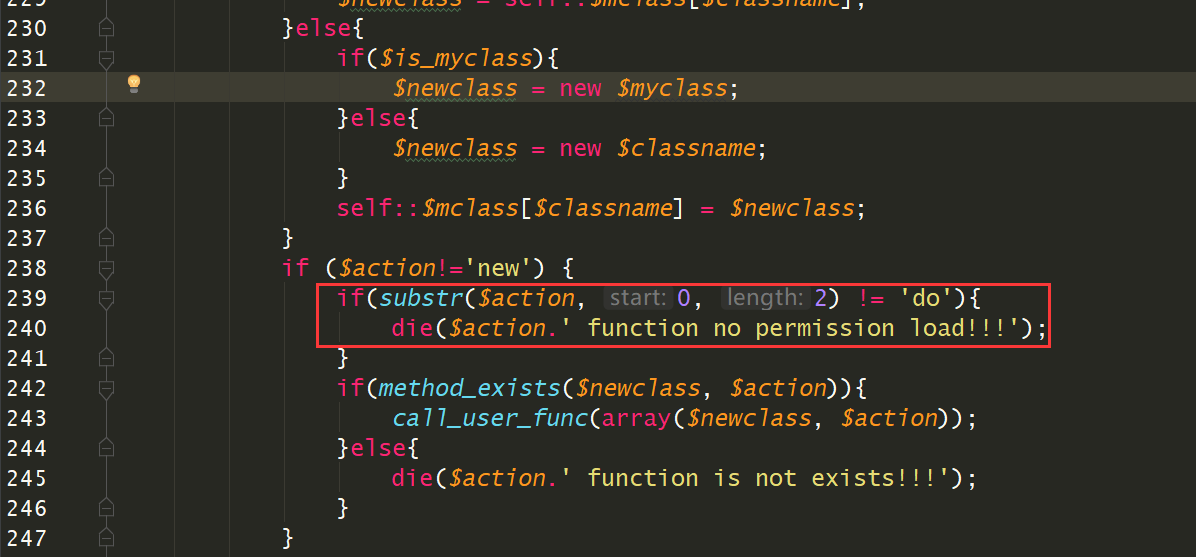 229 $newclass = self::$mclass[$classname];
230 }else{
231 if($is_myclass){
232 $newclass = new $myclass;
233 }else{
234 $newclass = new $classname;
235 }
236 self::$mclass[$classname] = $newclass;
237 }
238 if ($action!='new') {
239 if(substr($action, start: 0, length: 2) != 'do'){
240 die($action.' function no permission load!!!');
241 }
242 if(method_exists($newclass, $action)){
243 call_user_func(array($newclass, $action));
244 }else{
245 die($action.' function is not exists!!!');
246 }
247 }